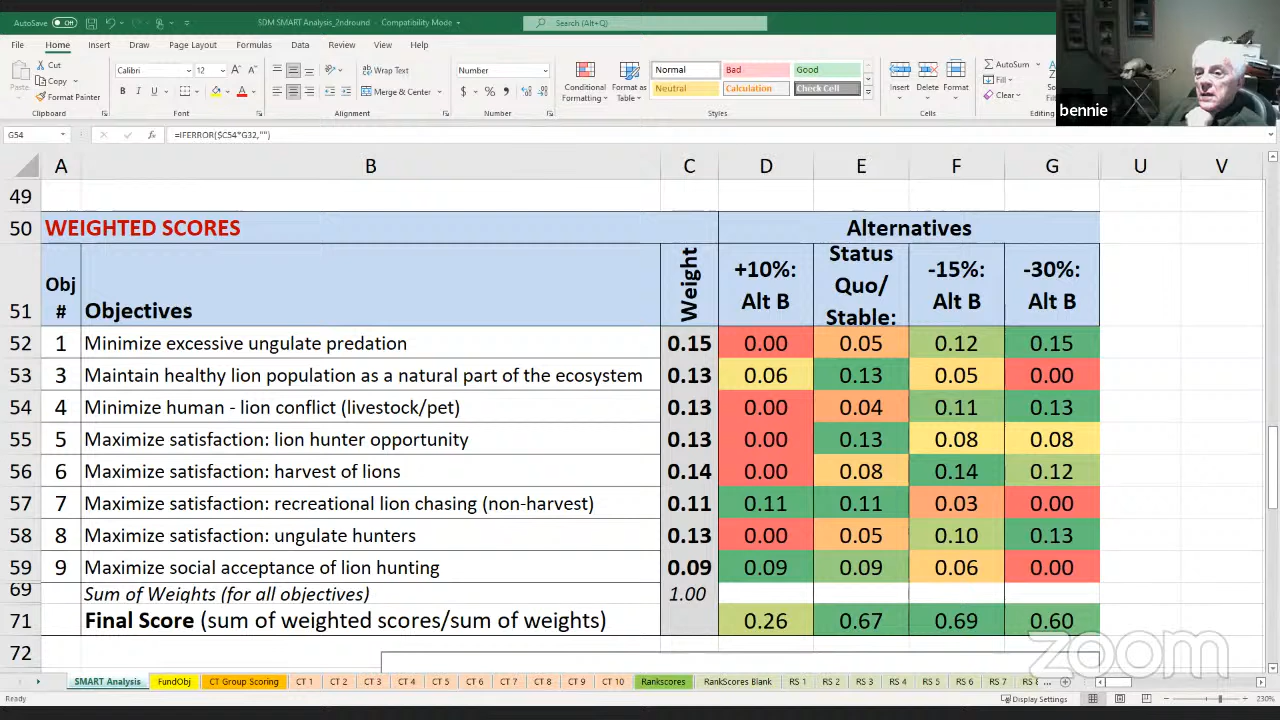 AutoSave Off SDM SMART Analysis_2ndround - Compatibility Mode Search (Alt+Q)
File Home Insert Draw Page Layout Formulas Data Review View Help
Paste Cut Copy Format Painter Clipboard
Calibri 12 B I U A A Font
Wrap Text Merge & Center Alignment
Number $ % Number
Conditional Formatting Format as Table Normal Bad Good Neutral Calculation Check Cell Styles
Insert Delete Format Cells
AutoSum Fill Clear
bennie
G54 fx =IFERROR($C54*G32,"")
A B C D E F G U V
49
50 WEIGHTED SCORES Alternatives
51 Obj # Objectives Weight +10%: Alt B Status Quo/ Stable: -15%: Alt B -30%: Alt B
52 1 Minimize excessive ungulate predation 0.15 0.00 0.05 0.12 0.15
53 3 Maintain healthy lion population as a natural part of the ecosystem 0.13 0.06 0.13 0.05 0.00
54 4 Minimize human - lion conflict (livestock/pet) 0.13 0.00 0.04 0.11 0.13
55 5 Maximize satisfaction: lion hunter opportunity 0.13 0.00 0.13 0.08 0.08
56 6 Maximize satisfaction: harvest of lions 0.14 0.00 0.08 0.14 0.12
57 7 Maximize satisfaction: recreational lion chasing (non-harvest) 0.11 0.11 0.11 0.03 0.00
58 8 Maximize satisfaction: ungulate hunters 0.13 0.00 0.05 0.10 0.13
59 9 Maximize social acceptance of lion hunting 0.09 0.09 0.09 0.06 0.00
69 Sum of Weights (for all objectives) 1.00
71 Final Score (sum of weighted scores/sum of weights) 0.26 0.67 0.69 0.60
72
zoom
SMART Analysis FundObj CT Group Scoring CT 1 CT 2 CT 3 CT 4 CT 5 CT 6 CT 7 CT 8 CT 9 CT 10 Rankscores RankScores Blank RS 1 RS 2 RS 3 RS 4 RS 5 RS 6 RS 7 RS ...
Ready Display Settings 230%